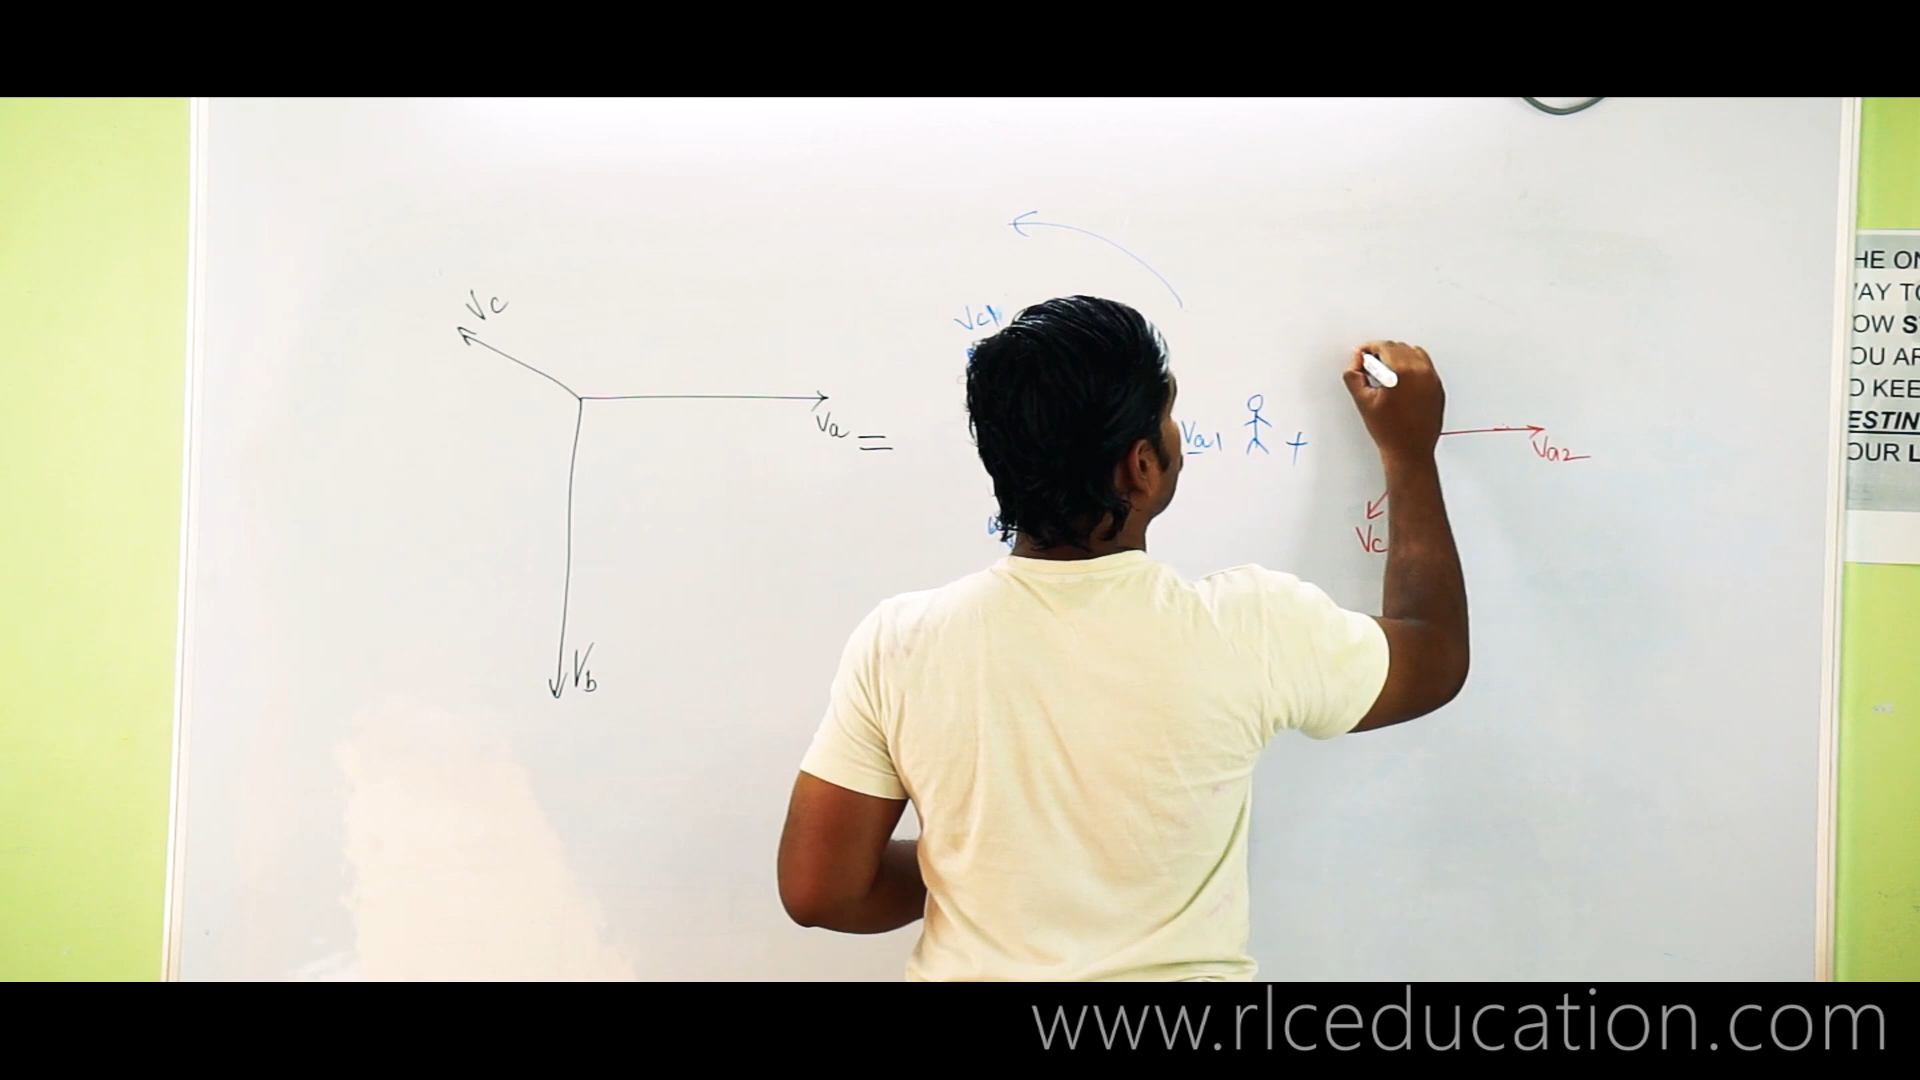 Vc
Va
=
Vb
Vc1
Va1
+
Va2
Vc
HE ON
AY TO
OW S
OU AR
O KEE
ESTIN
OUR L
www.rlceducation.com